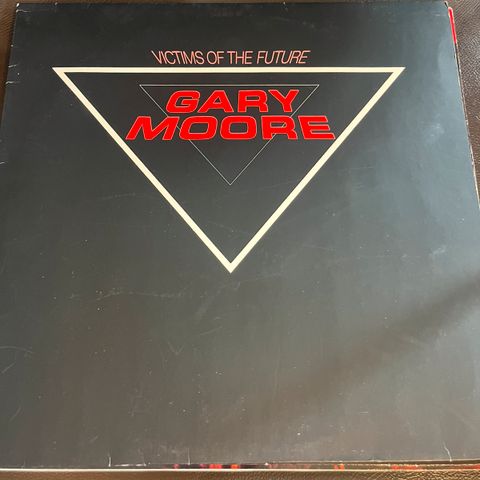 VICTIMS OF THE FUTURE
GARY
MOORE